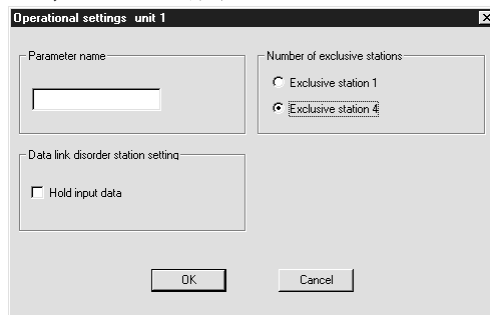 Operational settings unit 1
Parameter name
Number of exclusive stations
Exclusive station 1
Exclusive station 4
Data link disorder station setting
Hold input data
OK
Cancel